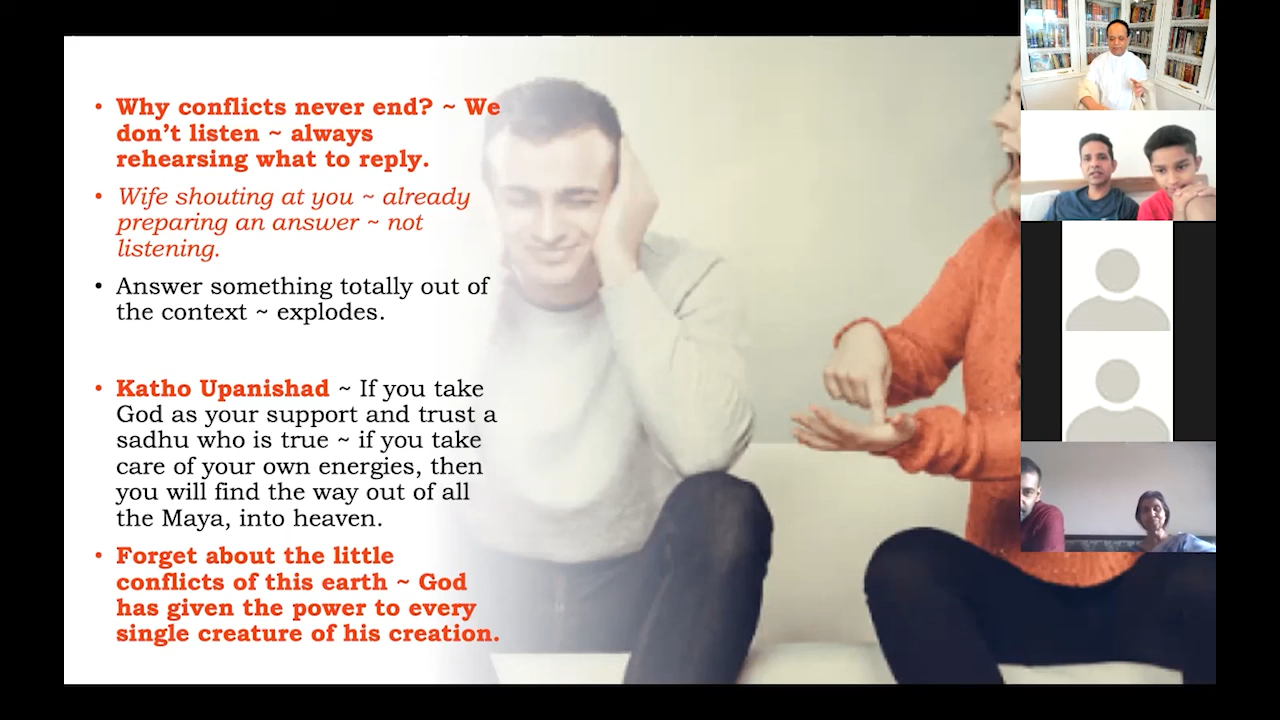 • Why conflicts never end? ~ We
don’t listen ~ always
rehearsing what to reply.
• Wife shouting at you ~ already
preparing an answer ~ not
listening.
• Answer something totally out of
the context ~ explodes.
• Katho Upanishad ~ If you take
God as your support and trust a
sadhu who is true ~ if you take
care of your own energies, then
you will find the way out of all
the Maya, into heaven.
• Forget about the little
conflicts of this earth ~ God
has given the power to every
single creature of his creation.